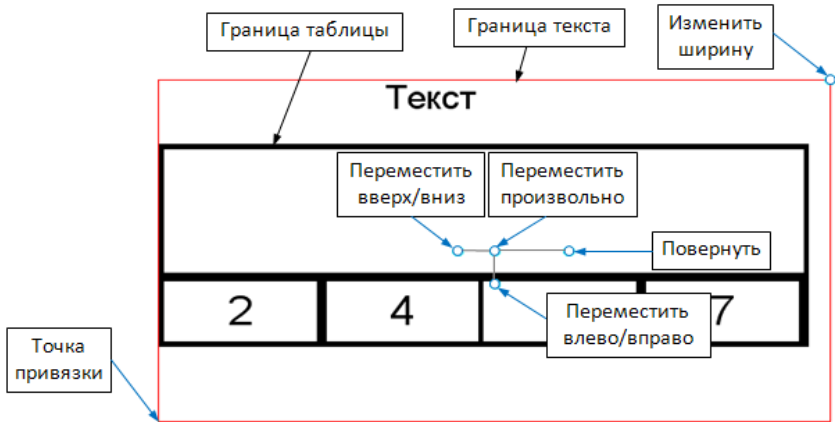 Изменить
ширину
Граница таблицы
Граница текста
Текст
Переместить
вверх/вниз
Переместить
произвольно
Повернуть
2
4
7
Переместить
влево/вправо
Точка
привязки